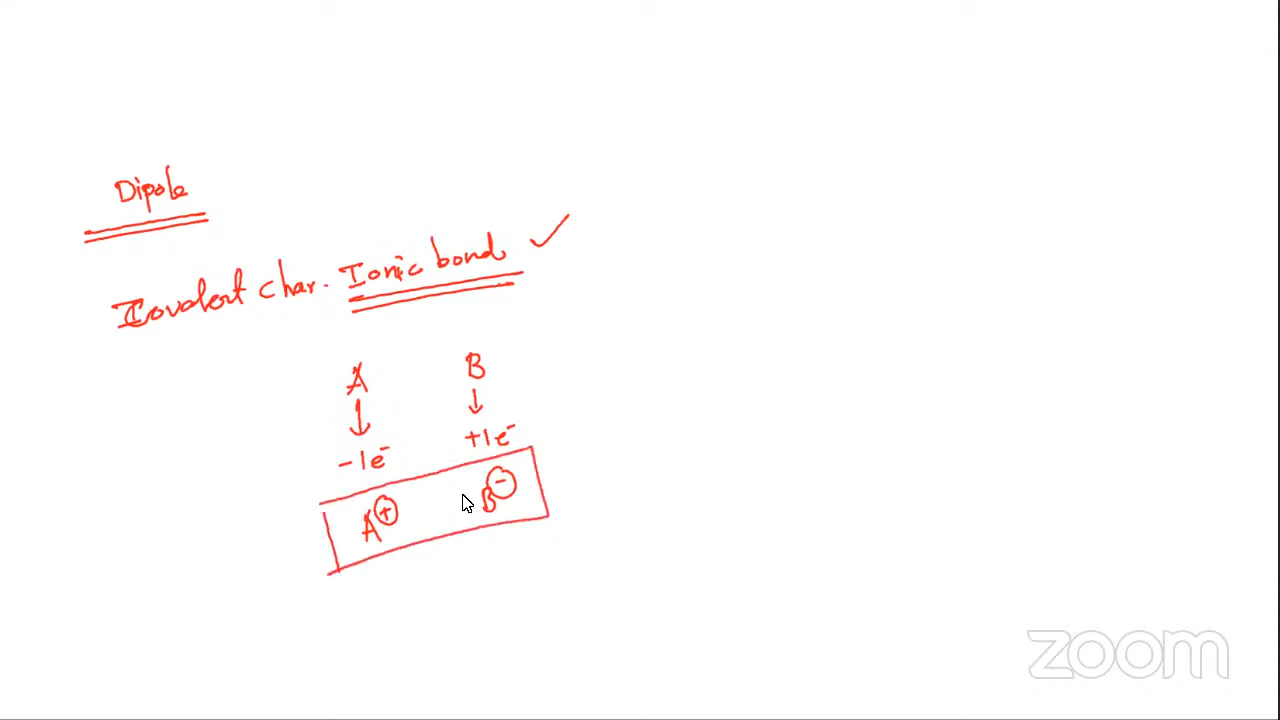 Dipole
Covalent char. Ionic bond ✓
A B
↓ ↓
-1e⁻ +1e⁻
A⊕ B⊖
zoom